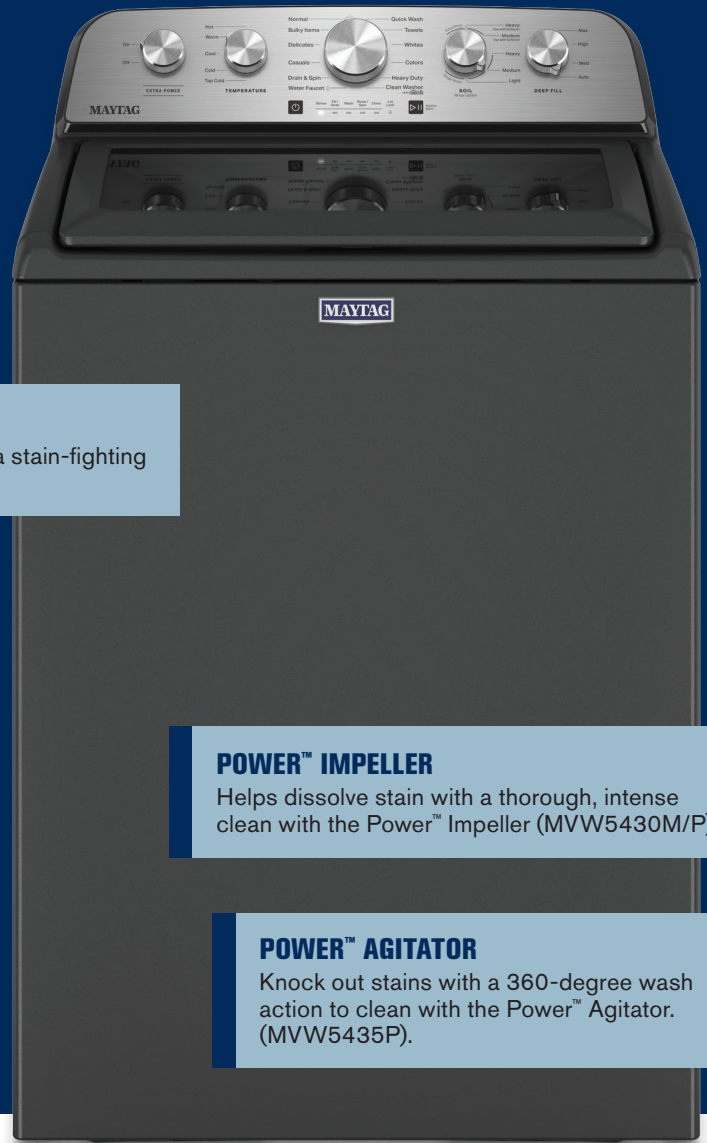 Normal
Quick Wash
Bulky Items
Towels
Delicates
Whites
Casuals
Colors
Drain & Spin
Heavy Duty
Water Faucet
Clean Washer
On
Off
EXTRA POWER
Hot
Warm
Cool
Cold
Tap Cold
TEMPERATURE
Heavy
Medium
Heavy
Medium
Light
SOIL
Max
High
Med
Auto
DEEP FILL
MAYTAG
MAYTAG
a stain-fighting
POWER™ IMPELLER
Helps dissolve stain with a thorough, intense
clean with the Power™ Impeller (MVW5430M/P)
POWER™ AGITATOR
Knock out stains with a 360-degree wash
action to clean with the Power™ Agitator.
(MVW5435P).